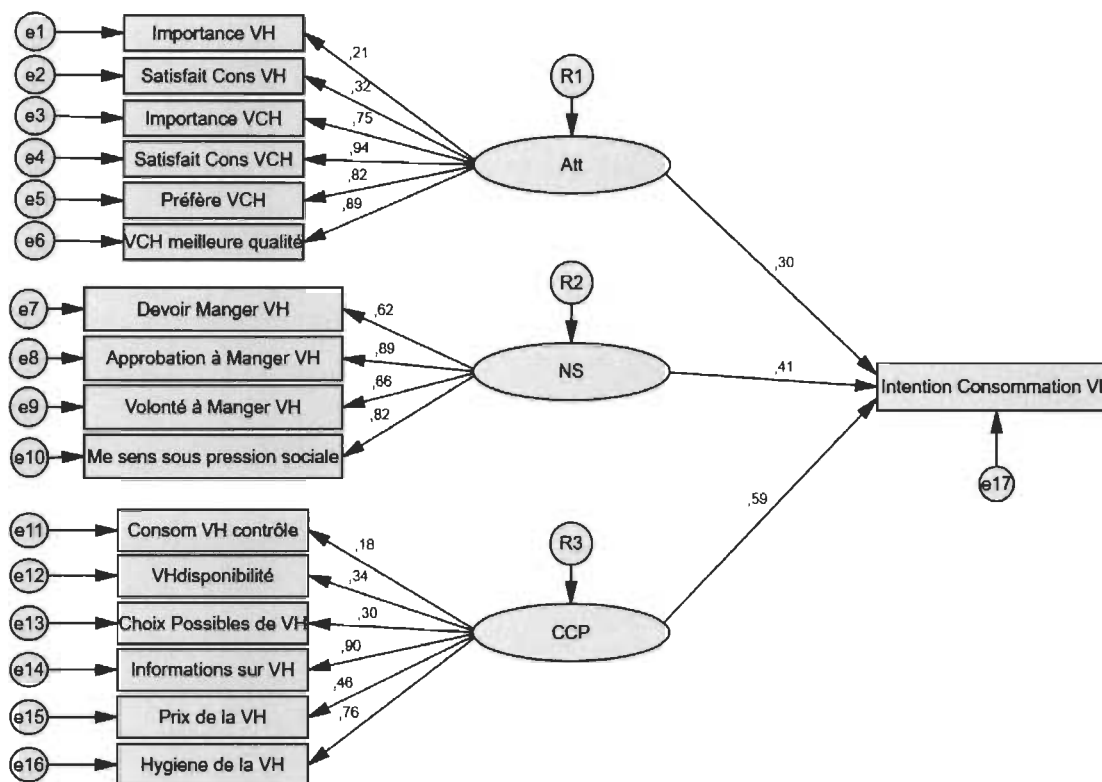 e1 Importance VH
,21
e2 Satisfait Cons VH
,32
e3 Importance VCH
,75
e4 Satisfait Cons VCH
,94
e5 Préfère VCH
,82
e6 VCH meilleure qualité
,89
R1
Att
,30
e7 Devoir Manger VH
,62
e8 Approbation à Manger VH
,89
e9 Volonté à Manger VH
,66
e10 Me sens sous pression sociale
,82
R2
NS
,41
Intention Consommation VH
e17
e11 Consom VH contrôle
,18
e12 VHdisponibilité
,34
e13 Choix Possibles de VH
,30
e14 Informations sur VH
,90
e15 Prix de la VH
,46
e16 Hygiene de la VH
,76
R3
CCP
,59